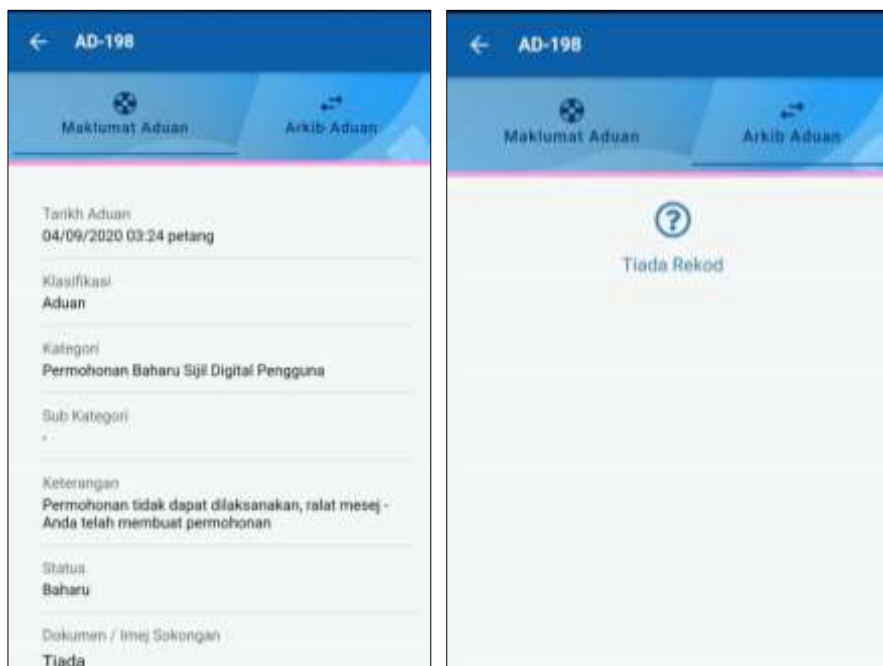 AD-198
Maklumat Aduan
Arkib Aduan
Tarikh Aduan
04/09/2020 03:24 petang
Klasifikasi
Aduan
Kategori
Permohonan Baharu Sijil Digital Pengguna
Sub Kategori
-
Keterangan
Permohonan tidak dapat dilaksanakan, ralat mesej -
Anda telah membuat permohonan
Status
Baharu
Dokumen / Imej Sokongan
Tiada
AD-198
Maklumat Aduan
Arkib Aduan
Tiada Rekod